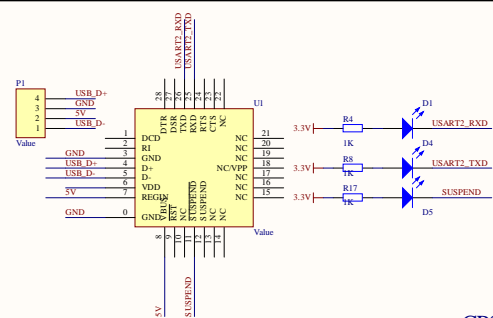 USART2_RXD
USART2_TXD
28
27
26
25
24
23
22
DTR
DSR
TXD
RXD
RTS
CTS
NC
U1
P1
4
3
2
1
USB_D+
GND
5V
USB_D-
Value
1 DCD
2 RI
GND 3 GND
USB_D+ 4 D+
USB_D- 5 D-
6 VDD
5V 7 REGIN
GND 0 GND
NC 21
NC 20
NC 19
NC/VPP 18
NC 17
NC 16
NC 15
VBUS
RST
NC
SUSPEND
SUSPEND
NC
NC
8
9
10
11
12
13
14
Value
5V
SUSPEND
3.3V R4 1K D1 USART2_RXD
3.3V R8 1K D4 USART2_TXD
3.3V R17 1K D5 SUSPEND